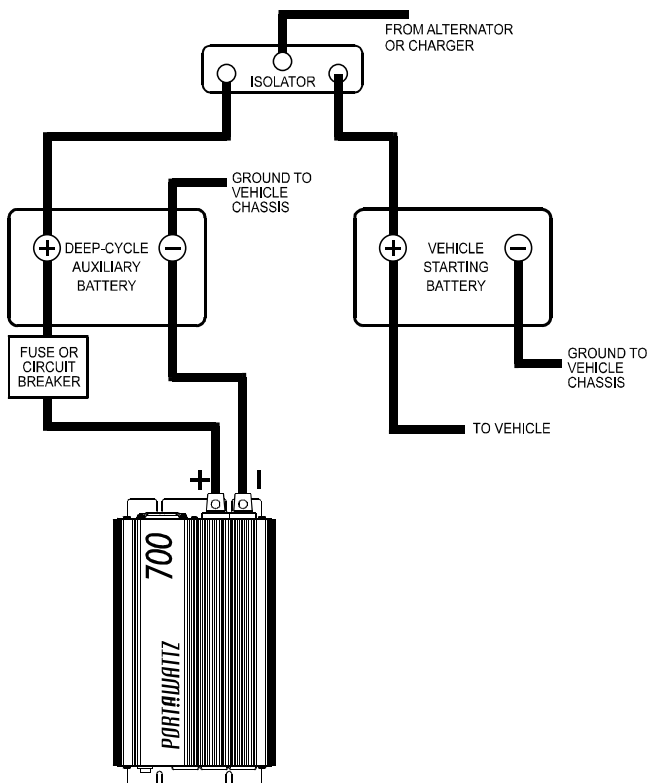 FROM ALTERNATOR
OR CHARGER
ISOLATOR
GROUND TO
VEHICLE
CHASSIS
+ DEEP-CYCLE −
AUXILIARY
BATTERY
+ VEHICLE −
STARTING
BATTERY
FUSE OR
CIRCUIT
BREAKER
GROUND TO
VEHICLE
CHASSIS
TO VEHICLE
+ −
700
PORTAWATTZ